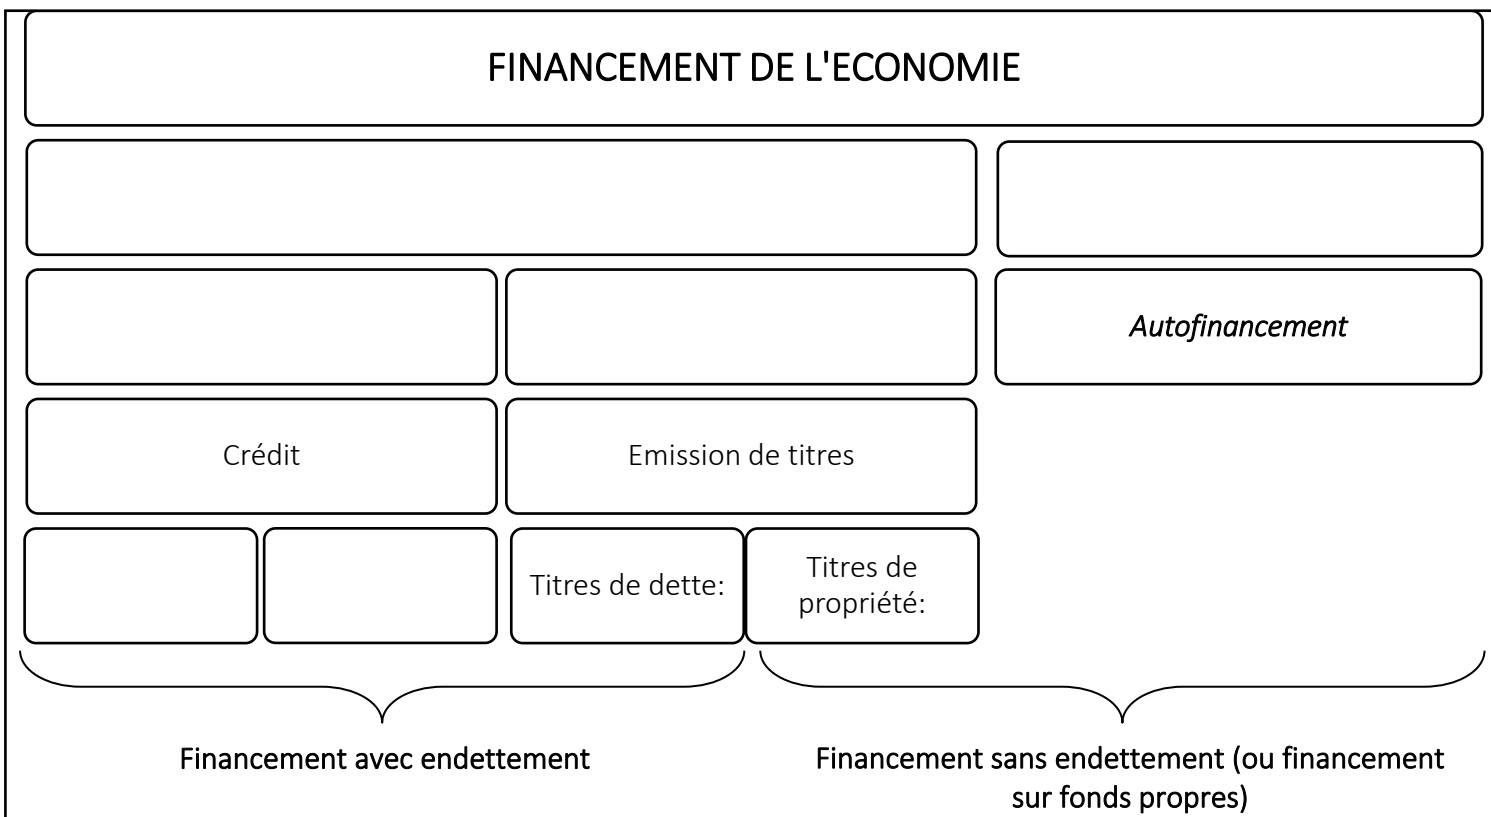 FINANCEMENT DE L'ECONOMIE
Autofinancement
Crédit
Emission de titres
Titres de dette:
Titres de
propriété:
Financement avec endettement
Financement sans endettement (ou financement
sur fonds propres)